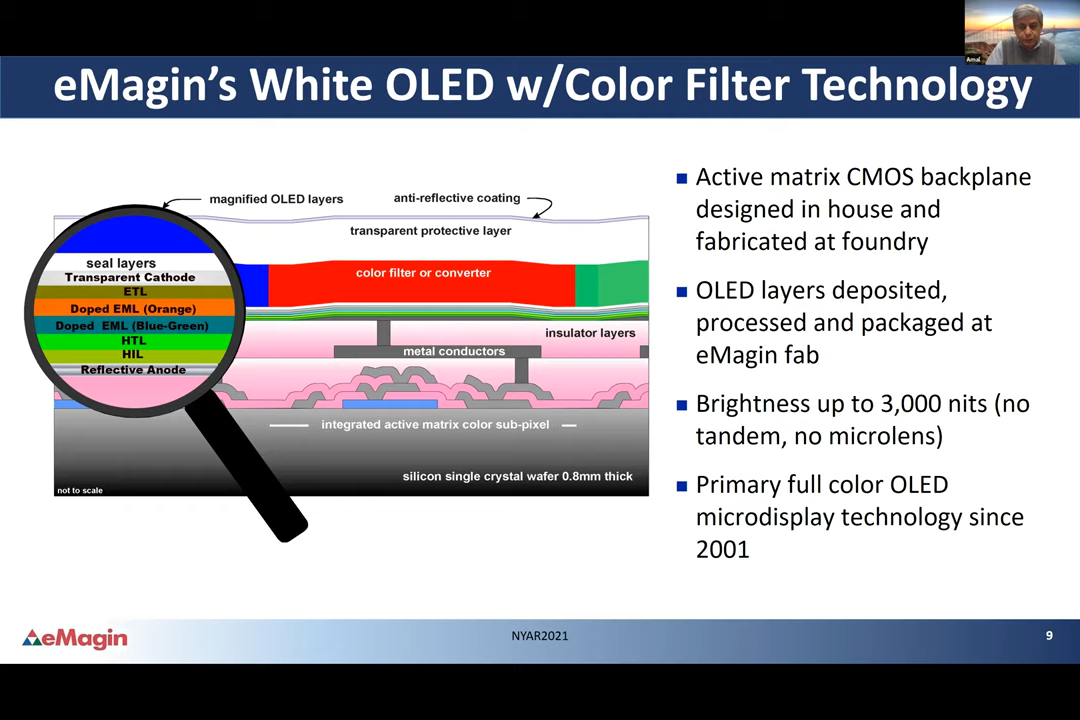 Amal
eMagin’s White OLED w/Color Filter Technology
magnified OLED layers
anti-reflective coating
transparent protective layer
seal layers
Transparent Cathode
ETL
Doped EML (Orange)
Doped EML (Blue-Green)
HTL
HIL
Reflective Anode
color filter or converter
insulator layers
metal conductors
integrated active matrix color sub-pixel
silicon single crystal wafer 0.8mm thick
not to scale
Active matrix CMOS backplane
designed in house and
fabricated at foundry
OLED layers deposited,
processed and packaged at
eMagin fab
Brightness up to 3,000 nits (no
tandem, no microlens)
Primary full color OLED
microdisplay technology since
2001
eMagin
NYAR2021
9